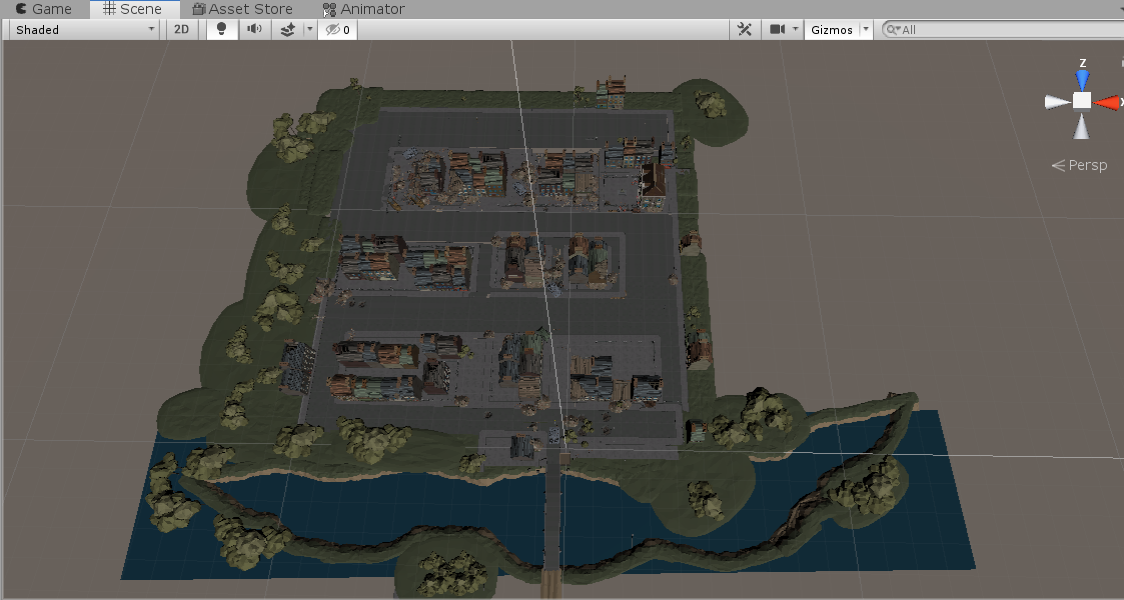 Game Scene Asset Store Animator
Shaded 2D 0 Gizmos All
Z
X
Persp